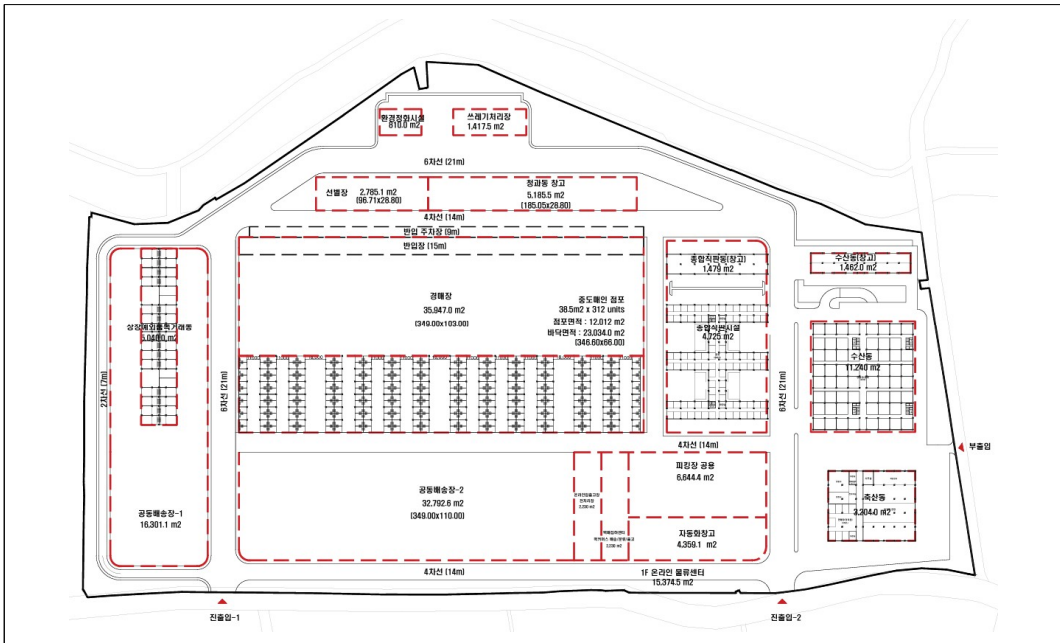 환경정화시설
810.0 m2
쓰레기처리장
1,417.5 m2
6차선 (21m)
선별장
2,785.1 m2
(96.71x28.80)
청과동 창고
5,185.5 m2
(185.05x28.80)
4차선 (14m)
반입 주차장 (9m)
반입장 (15m)
경매장
35,947.0 m2
(349.00x103.00)
중도매인 점포
38.5m2 x 312 units
점포면적 : 12,012 m2
바닥면적 : 23,034.0 m2
(346.60x66.00)
종합직판동(창고)
1,479 m2
종합식판시설
4,725 m2
수산동(창고)
1,462.0 m2
수산동
11,240 m2
2차선 (7m)
6차선 (21m)
6차선 (21m)
4차선 (14m)
부출입
공동배송장-1
16,301.1 m2
공동배송장-2
32,792.6 m2
(349.00x110.00)
피킹장 공용
6,644.4 m2
자동화창고
4,359.1 m2
축산동
3,204.0 m2
4차선 (14m)
1F 온라인 물류센터
15,374.5 m2
진출입-1
진출입-2